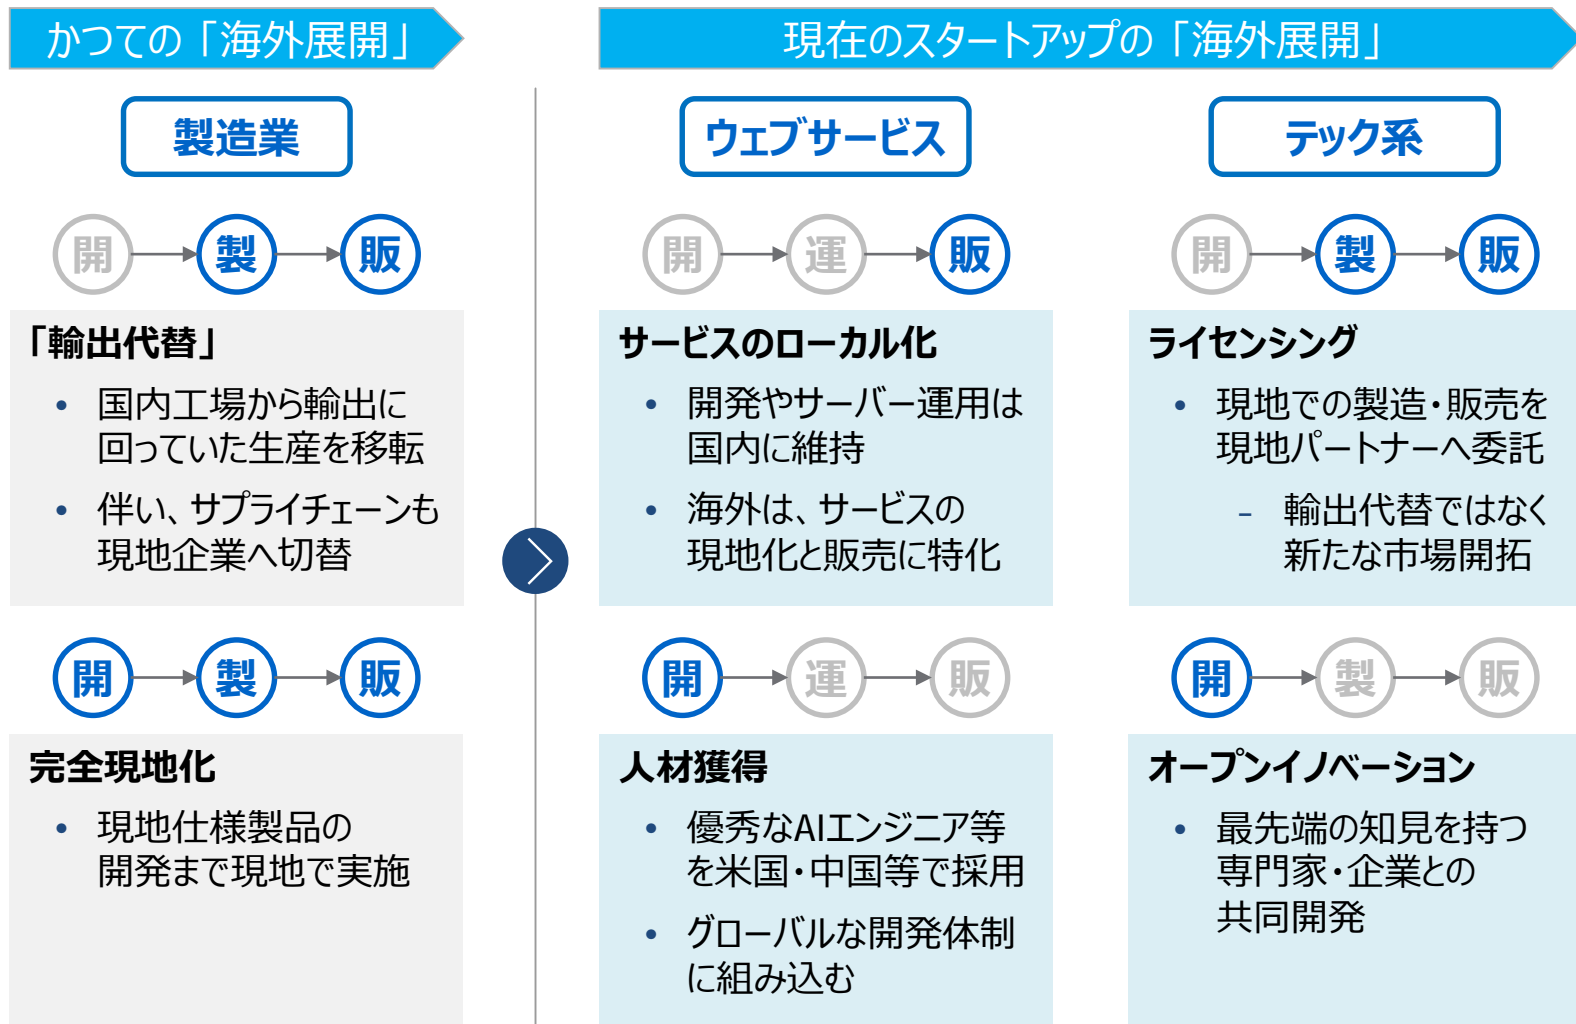 かつての「海外展開」
現在のスタートアップの「海外展開」
製造業
開 製 販
「輸出代替」
• 国内工場から輸出に
回っていた生産を移転
• 伴い、サプライチェーンも
現地企業へ切替
開 製 販
完全現地化
• 現地仕様製品の
開発まで現地で実施
ウェブサービス
開 運 販
サービスのローカル化
• 開発やサーバー運用は
国内に維持
• 海外は、サービスの
現地化と販売に特化
開 運 販
人材獲得
• 優秀なAIエンジニア等
を米国・中国等で採用
• グローバルな開発体制
に組み込む
テック系
開 製 販
ライセンシング
• 現地での製造・販売を
現地パートナーへ委託
- 輸出代替ではなく
新たな市場開拓
開 製 販
オープンイノベーション
• 最先端の知見を持つ
専門家・企業との
共同開発